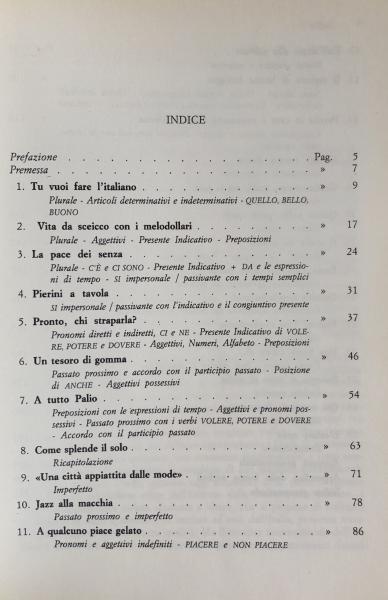 INDICE
Prefazione . . . . . . . . . . . . . . . . Pag. 5
Premessa . . . . . . . . . . . . . . . . » 7
1. Tu vuoi fare l'italiano . . . . . . . . . . . » 9
Plurale - Articoli determinativi e indeterminativi - QUELLO, BELLO,
BUONO
2. Vita da sceicco con i melodollari . . . . . . . . » 17
Plurale - Aggettivi - Presente Indicativo - Preposizioni
3. La pace dei senza . . . . . . . . . . . . » 24
Plurale - C'È e CI SONO - Presente Indicativo + DA e le espressio-
ni di tempo - SI impersonale / passivante con i tempi semplici
4. Pierini a tavola . . . . . . . . . . . . . » 31
SI impersonale / passivante con l'indicativo e il congiuntivo presente
5. Pronto, chi straparla? . . . . . . . . . . . » 37
Pronomi diretti e indiretti, CI e NE - Presente Indicativo di VOLE-
RE, POTERE e DOVERE - Aggettivi, Numeri, Alfabeto - Preposizioni
6. Un tesoro di gomma . . . . . . . . . . . . » 46
Passato prossimo e accordo con il participio passato - Posizione
di ANCHE - Aggettivi possessivi
7. A tutto Palio . . . . . . . . . . . . . . » 54
Preposizioni con le espressioni di tempo - Aggettivi e pronomi pos-
sessivi - Passato prossimo con i verbi VOLERE, POTERE e DOVERE
- Accordo con il participio passato
8. Come splende il solo . . . . . . . . . . . . » 63
Ricapitolazione
9. «Una città appiattita dalle mode» . . . . . . . . » 71
Imperfetto
10. Jazz alla macchia . . . . . . . . . . . . . » 78
Passato prossimo e imperfetto
11. A qualcuno piace gelato . . . . . . . . . . . » 86
Pronomi e aggettivi indefiniti - PIACERE e NON PIACERE